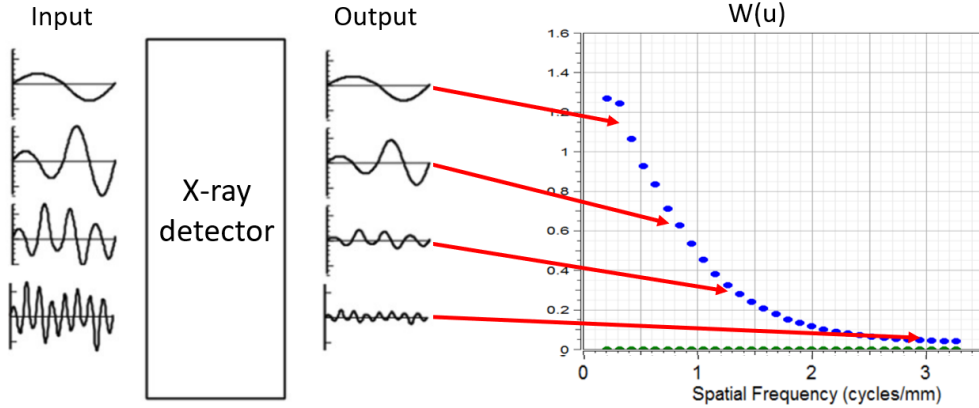 Input
Output
W(u)
X-ray
detector
1.6
1.4
1.2
1
0.8
0.6
0.4
0.2
0
0
1
2
3
Spatial Frequency (cycles/mm)